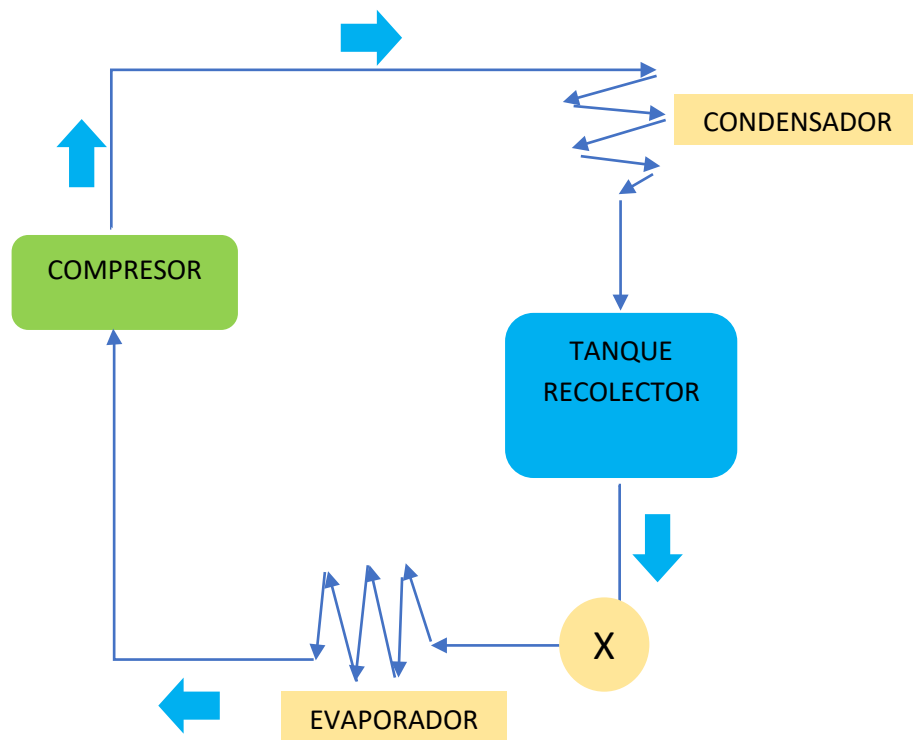 CONDENSADOR
COMPRESOR
TANQUE
RECOLECTOR
X
EVAPORADOR